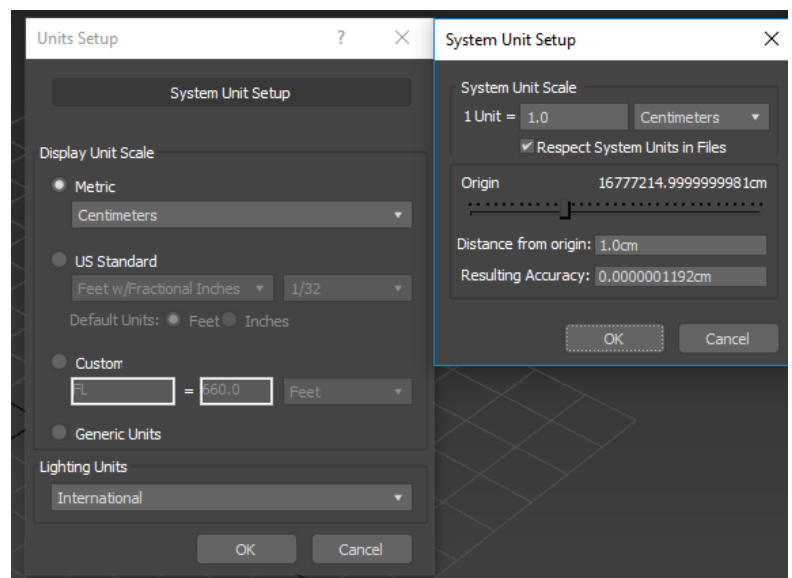 Units Setup
?
System Unit Setup
Display Unit Scale
Metric
Centimeters
US Standard
Feet w/Fractional Inches 1/32
Default Units: Feet Inches
Custom
FL = 660.0 Feet
Generic Units
Lighting Units
International
OK Cancel
System Unit Setup
System Unit Scale
1 Unit = 1.0 Centimeters
Respect System Units in Files
Origin 16777214.9999999981cm
Distance from origin: 1.0cm
Resulting Accuracy: 0.0000001192cm
OK Cancel